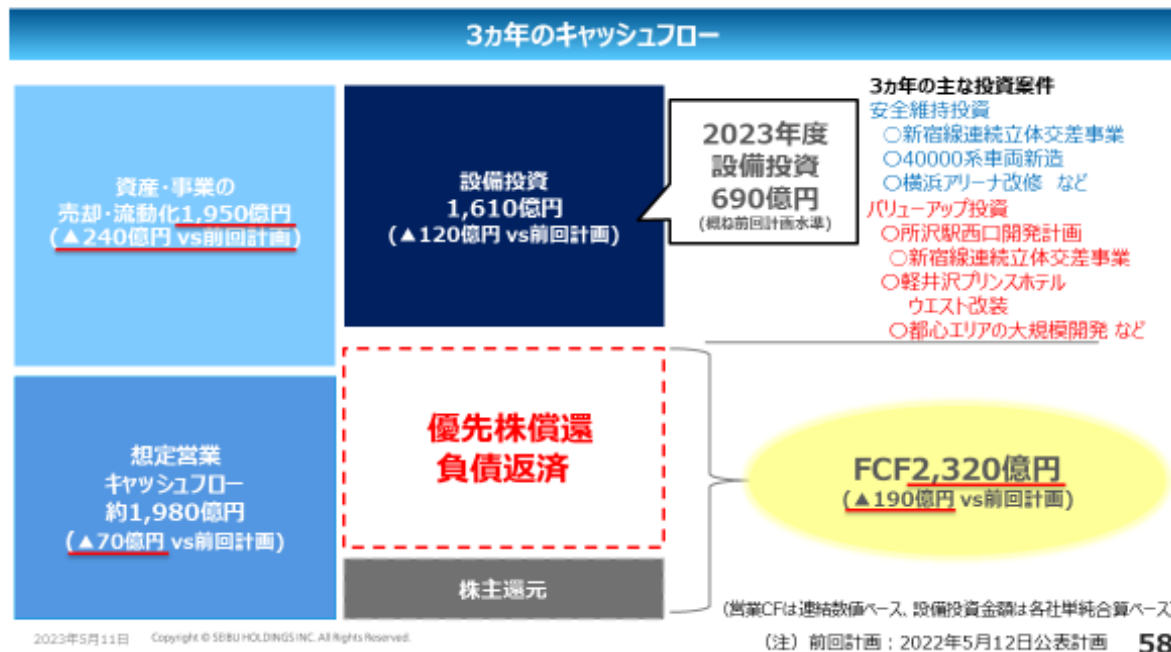 3ヵ年のキャッシュフロー
資産・事業の
売却・流動化1,950億円
(▲240億円 vs前回計画)
想定営業
キャッシュフロー
約1,980億円
(▲70億円 vs前回計画)
設備投資
1,610億円
(▲120億円 vs前回計画)
2023年度
設備投資
690億円
(概ね前回計画水準)
優先株償還
負債返済
株主還元
3ヵ年の主な投資案件
安全維持投資
○新宿線連続立体交差事業
○40000系車両新造
○横浜アリーナ改修 など
バリューアップ投資
○所沢駅西口開発計画
○新宿線連続立体交差事業
○軽井沢プリンスホテル
ウエスト改装
○都心エリアの大規模開発 など
FCF2,320億円
(▲190億円 vs前回計画)
(営業CFは連結数値ベース、設備投資金額は各社単純合算ベース)
2023年5月11日 Copyright © SEIBU HOLDINGS INC. All Rights Reserved.
(注) 前回計画：2022年5月12日公表計画 58